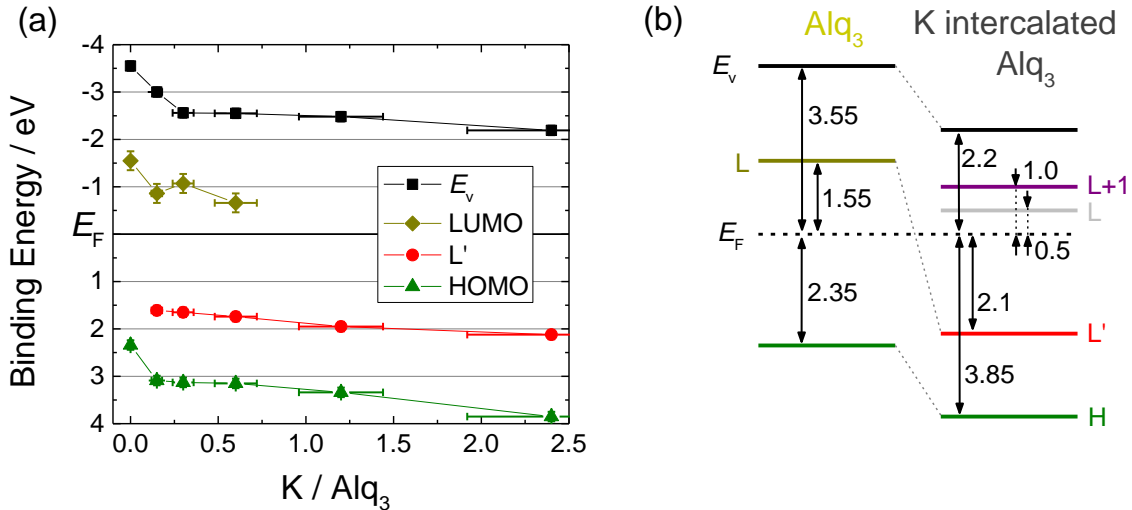 (a)
Binding Energy / eV
-4
-3
-2
-1
E_F
1
2
3
4
E_v
LUMO
L'
HOMO
0.0 0.5 1.0 1.5 2.0 2.5
K / Alq₃
(b)
Alq₃
K intercalated
Alq₃
E_v
3.55
L
1.55
E_F
2.35
2.2
1.0
L+1
L
0.5
2.1
L'
3.85
H